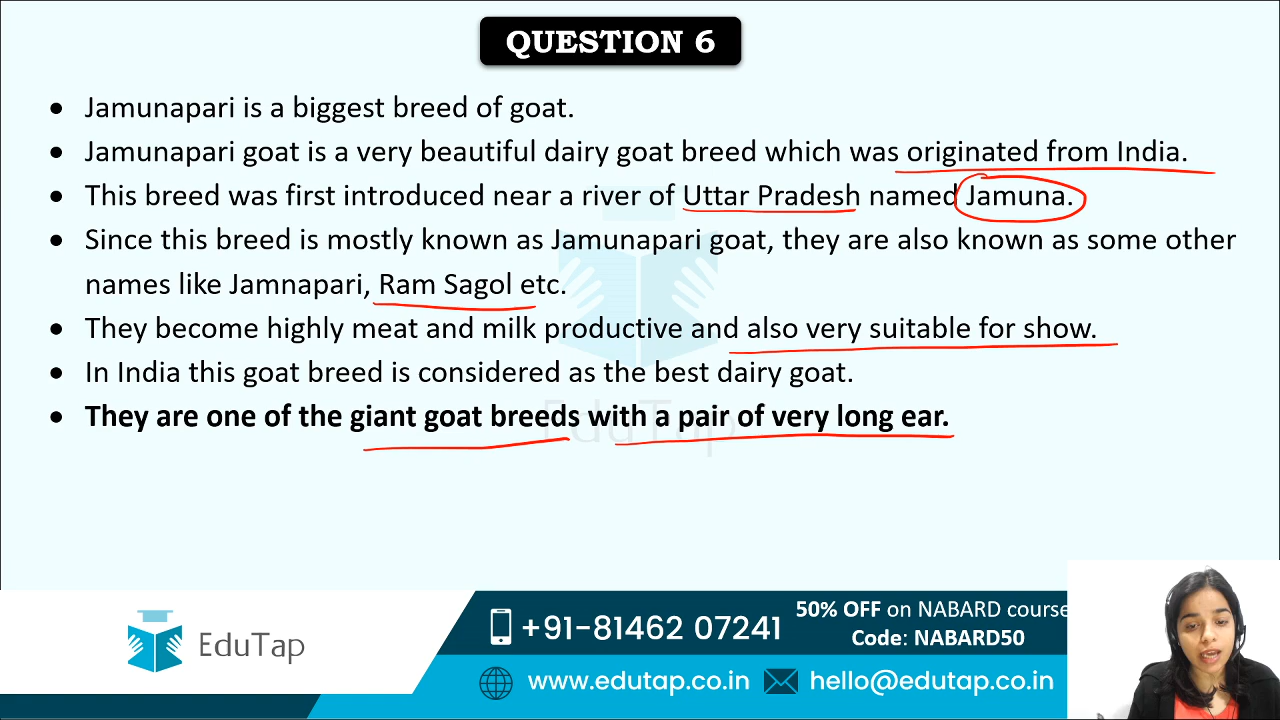 QUESTION 6
• Jamunapari is a biggest breed of goat.
• Jamunapari goat is a very beautiful dairy goat breed which was originated from India.
• This breed was first introduced near a river of Uttar Pradesh named Jamuna.
• Since this breed is mostly known as Jamunapari goat, they are also known as some other
names like Jamnapari, Ram Sagol etc.
• They become highly meat and milk productive and also very suitable for show.
• In India this goat breed is considered as the best dairy goat.
• They are one of the giant goat breeds with a pair of very long ear.
EduTap
EduTap
+91-81462 07241
50% OFF on NABARD course
Code: NABARD50
www.edutap.co.in
hello@edutap.co.in